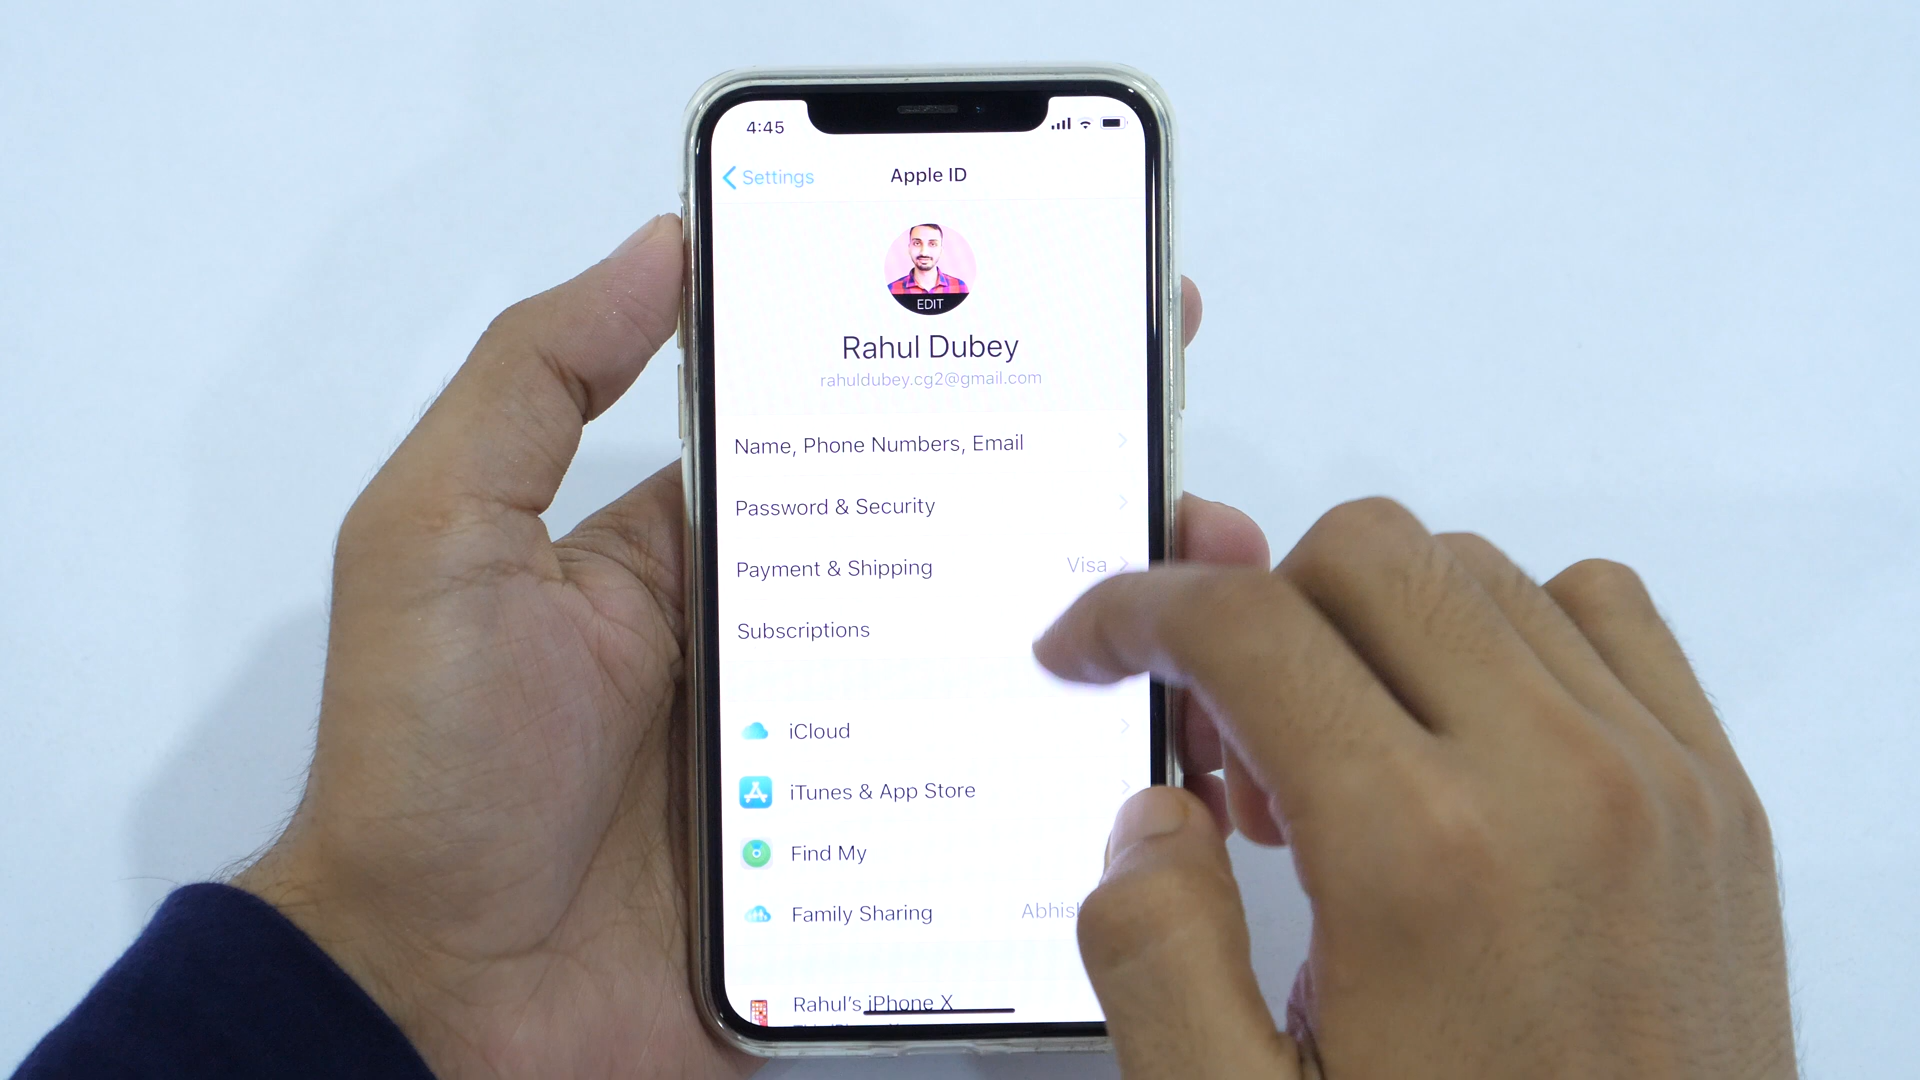 4:45
Settings
Apple ID
EDIT
Rahul Dubey
rahuldubey.cg2@gmail.com
Name, Phone Numbers, Email
Password & Security
Payment & Shipping Visa
Subscriptions
iCloud
iTunes & App Store
Find My
Family Sharing
Rahul's iPhone X